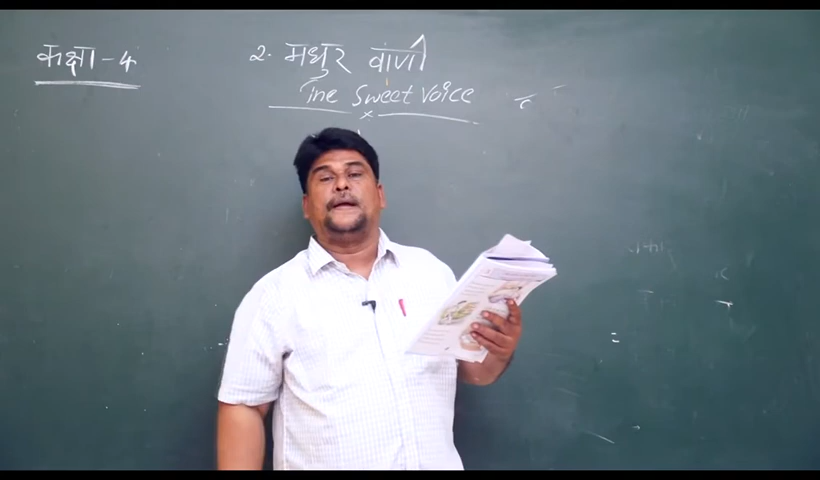 कक्षा - 4
2. मधुर वाणी
The Sweet Voice